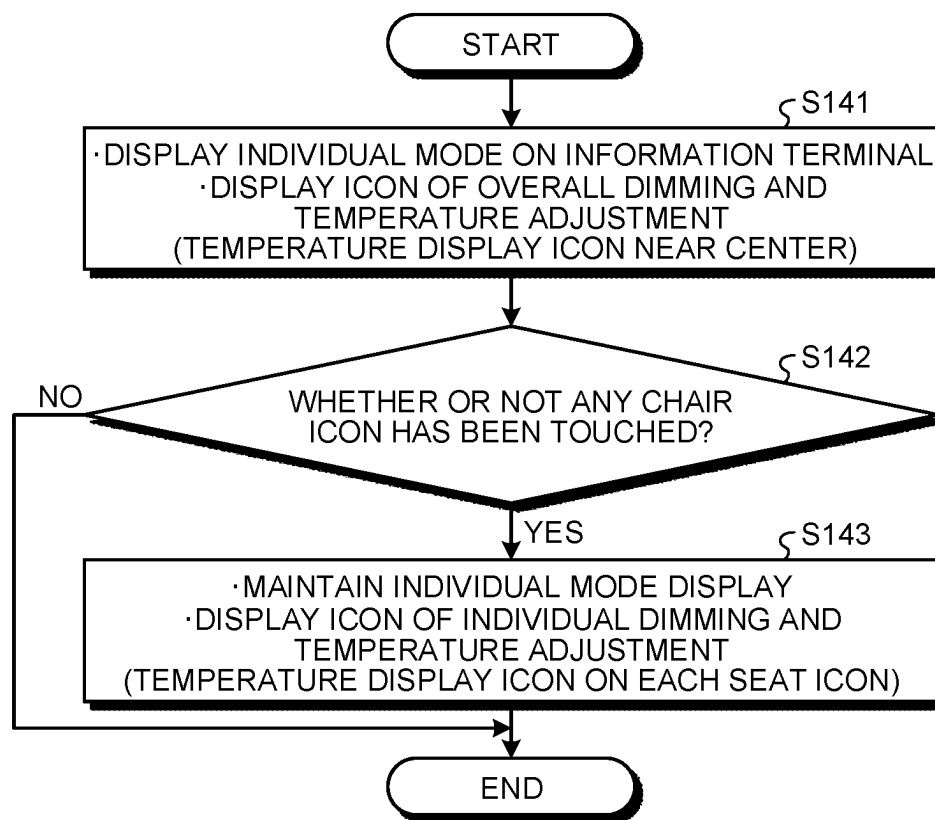 START
S141
·DISPLAY INDIVIDUAL MODE ON INFORMATION TERMINAL
·DISPLAY ICON OF OVERALL DIMMING AND
TEMPERATURE ADJUSTMENT
(TEMPERATURE DISPLAY ICON NEAR CENTER)
S142
NO
WHETHER OR NOT ANY CHAIR
ICON HAS BEEN TOUCHED?
YES
S143
·MAINTAIN INDIVIDUAL MODE DISPLAY
·DISPLAY ICON OF INDIVIDUAL DIMMING AND
TEMPERATURE ADJUSTMENT
(TEMPERATURE DISPLAY ICON ON EACH SEAT ICON)
END